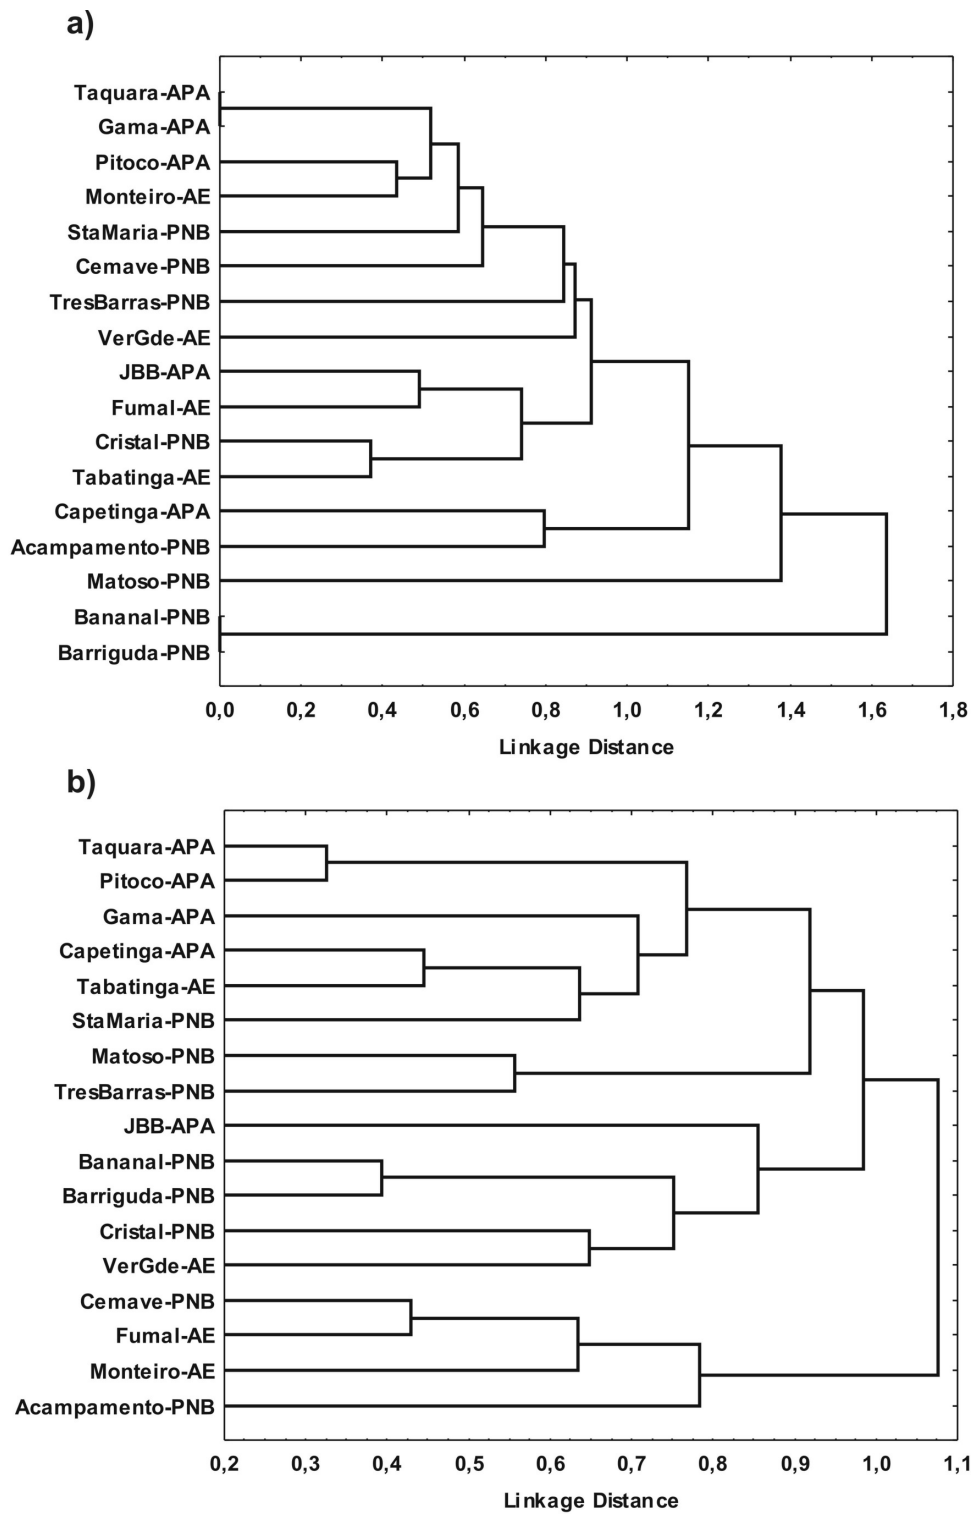 a)
Taquara-APA
Gama-APA
Pitoco-APA
Monteiro-AE
StaMaria-PNB
Cemave-PNB
TresBarras-PNB
VerGde-AE
JBB-APA
Fumal-AE
Cristal-PNB
Tabatinga-AE
Capetinga-APA
Acampamento-PNB
Matoso-PNB
Bananal-PNB
Barriguda-PNB
0,0 0,2 0,4 0,6 0,8 1,0 1,2 1,4 1,6 1,8
Linkage Distance
b)
Taquara-APA
Pitoco-APA
Gama-APA
Capetinga-APA
Tabatinga-AE
StaMaria-PNB
Matoso-PNB
TresBarras-PNB
JBB-APA
Bananal-PNB
Barriguda-PNB
Cristal-PNB
VerGde-AE
Cemave-PNB
Fumal-AE
Monteiro-AE
Acampamento-PNB
0,2 0,3 0,4 0,5 0,6 0,7 0,8 0,9 1,0 1,1
Linkage Distance